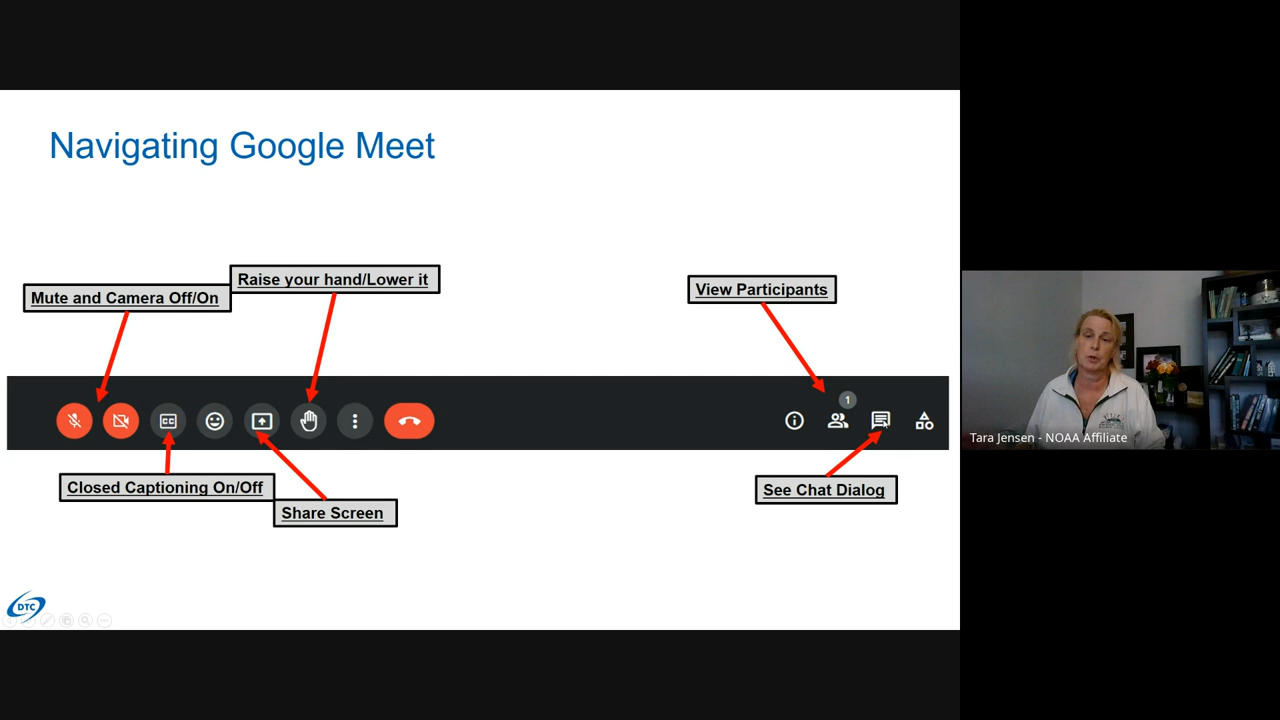 Navigating Google Meet
Raise your hand/Lower it
Mute and Camera Off/On
View Participants
1
CC
Closed Captioning On/Off
See Chat Dialog
Share Screen
Tara Jensen - NOAA Affiliate
DTC